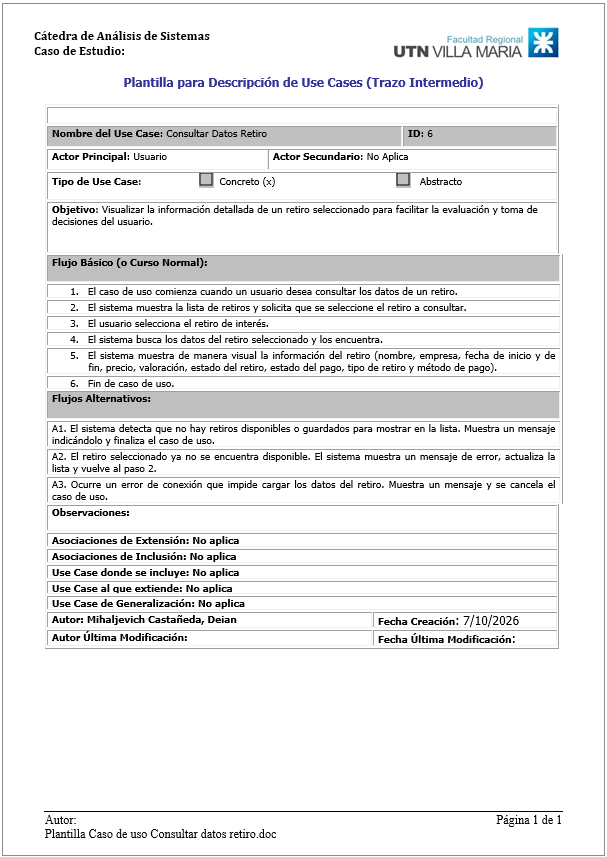 Cátedra de Análisis de Sistemas
Caso de Estudio:
Facultad Regional
UTN VILLA MARIA
Plantilla para Descripción de Use Cases (Trazo Intermedio)
Nombre del Use Case: Consultar Datos Retiro
ID: 6
Actor Principal: Usuario
Actor Secundario: No Aplica
Tipo de Use Case:
Concreto (x)
Abstracto
Objetivo: Visualizar la información detallada de un retiro seleccionado para facilitar la evaluación y toma de
decisiones del usuario.
Flujo Básico (o Curso Normal):
1. El caso de uso comienza cuando un usuario desea consultar los datos de un retiro.
2. El sistema muestra la lista de retiros y solicita que se seleccione el retiro a consultar.
3. El usuario selecciona el retiro de interés.
4. El sistema busca los datos del retiro seleccionado y los encuentra.
5. El sistema muestra de manera visual la información del retiro (nombre, empresa, fecha de inicio y de
fin, precio, valoración, estado del retiro, estado del pago, tipo de retiro y método de pago).
6. Fin de caso de uso.
Flujos Alternativos:
A1. El sistema detecta que no hay retiros disponibles o guardados para mostrar en la lista. Muestra un mensaje
indicándolo y finaliza el caso de uso.
A2. El retiro seleccionado ya no se encuentra disponible. El sistema muestra un mensaje de error, actualiza la
lista y vuelve al paso 2.
A3. Ocurre un error de conexión que impide cargar los datos del retiro. Muestra un mensaje y se cancela el
caso de uso.
Observaciones:
Asociaciones de Extensión: No aplica
Asociaciones de Inclusión: No aplica
Use Case donde se incluye: No aplica
Use Case al que extiende: No aplica
Use Case de Generalización: No aplica
Autor: Mihaljevich Castañeda, Deian
Fecha Creación: 7/10/2026
Autor Última Modificación:
Fecha Última Modificación:
Autor:
Página 1 de 1
Plantilla Caso de uso Consultar datos retiro.doc